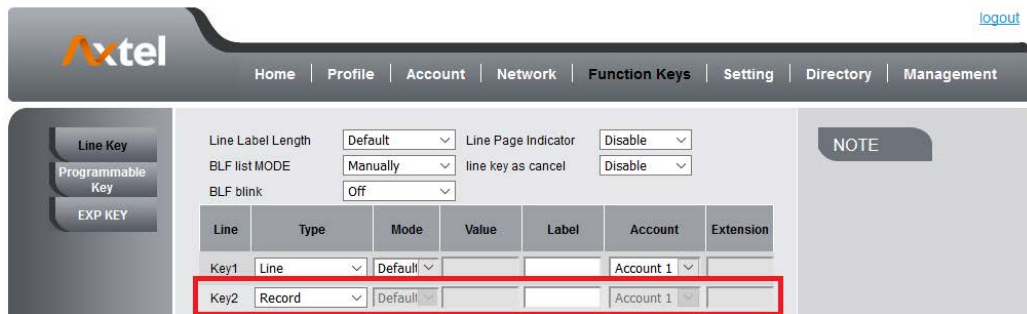 logout
Axtel
Home | Profile | Account | Network | Function Keys | Setting | Directory | Management
Line Key
Programmable Key
EXP KEY
Line Label Length Default Line Page Indicator Disable
BLF list MODE Manually line key as cancel Disable
BLF blink Off
Line Type Mode Value Label Account Extension
Key1 Line Default Account 1
Key2 Record Default Account 1
NOTE